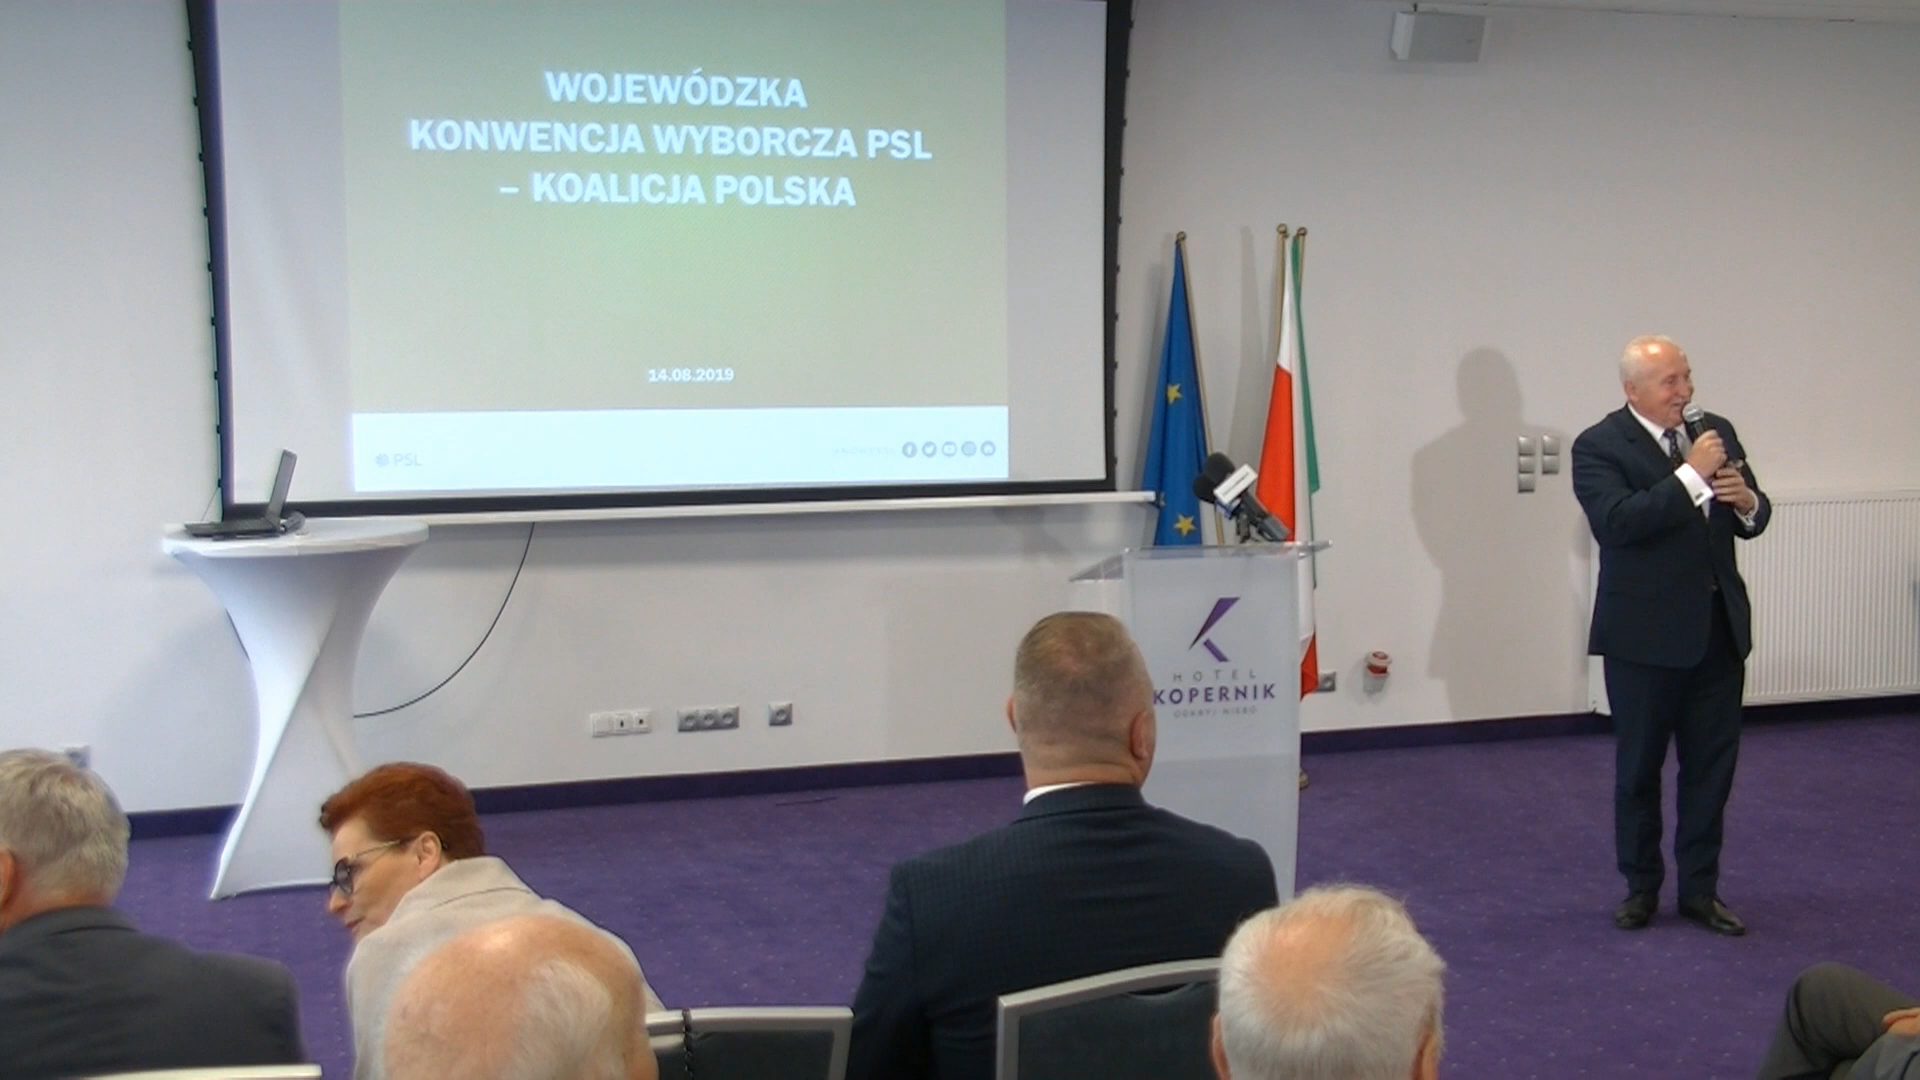 WOJEWÓDZKA
KONWENCJA WYBORCZA PSL
– KOALICJA POLSKA
14.08.2019
PSL
HOTEL
KOPERNIK
ODKRYJ NIEBO